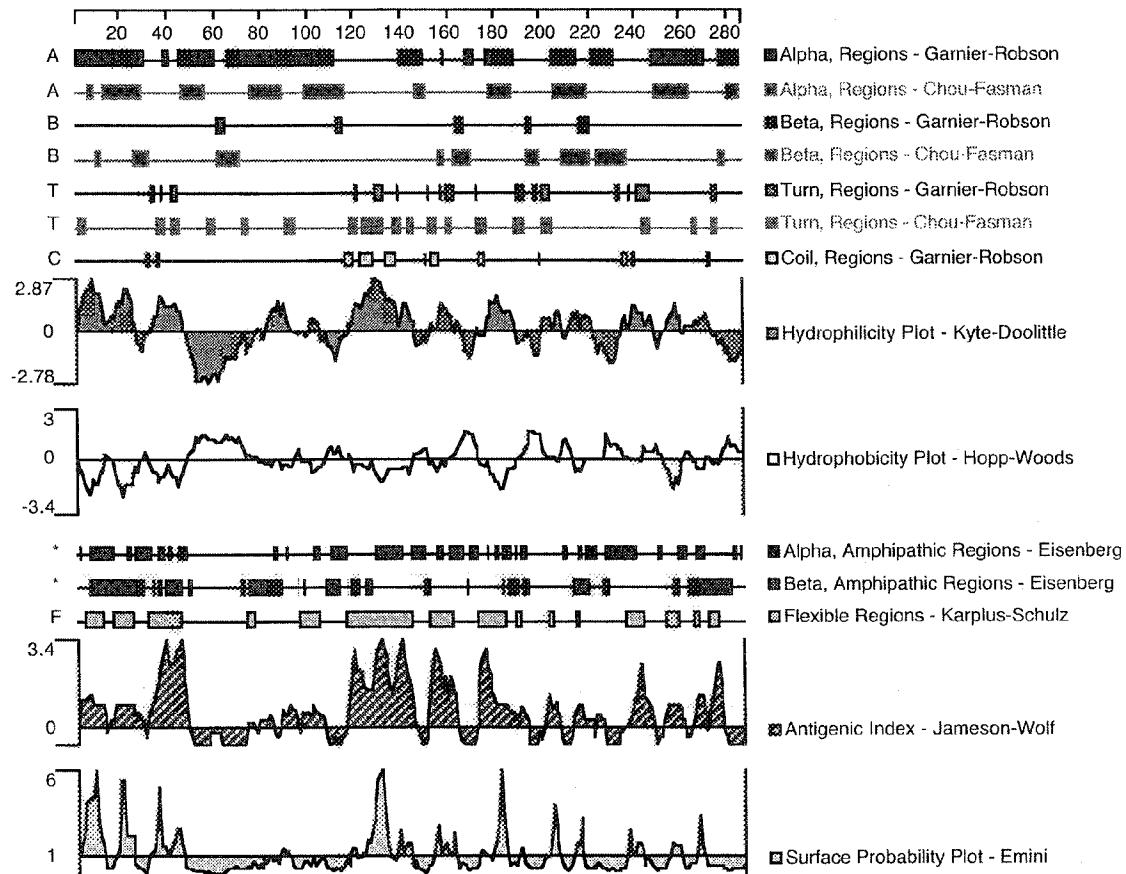 20 40 60 80 100 120 140 160 180 200 220 240 260 280
A Alpha, Regions - Garnier-Robson
A Alpha, Regions - Chou-Fasman
B Beta, Regions - Garnier-Robson
B Beta, Regions - Chou-Fasman
T Turn, Regions - Garnier-Robson
T Turn, Regions - Chou-Fasman
C Coil, Regions - Garnier-Robson
2.87
0 Hydrophilicity Plot - Kyte-Doolittle
-2.78
3
0 Hydrophobicity Plot - Hopp-Woods
-3.4
* Alpha, Amphipathic Regions - Eisenberg
* Beta, Amphipathic Regions - Eisenberg
F Flexible Regions - Karplus-Schulz
3.4
0 Antigenic Index - Jameson-Wolf
6
1 Surface Probability Plot - Emini